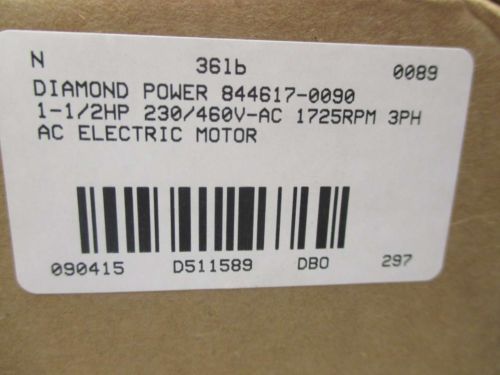 N 36lb 0089
DIAMOND POWER 844617-0090
1-1/2HP 230/460V-AC 1725RPM 3PH
AC ELECTRIC MOTOR
090415 D511589 DBO 297